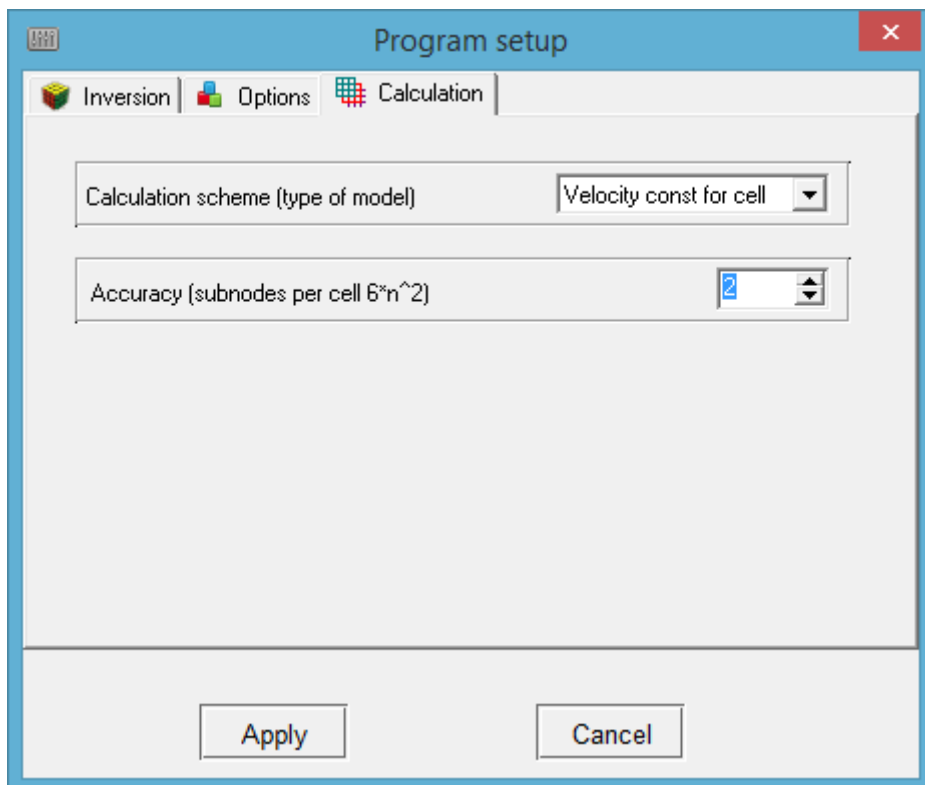 Program setup
Inversion Options Calculation
Calculation scheme (type of model) Velocity const for cell
Accuracy (subnodes per cell 6*n^2) 2
Apply Cancel